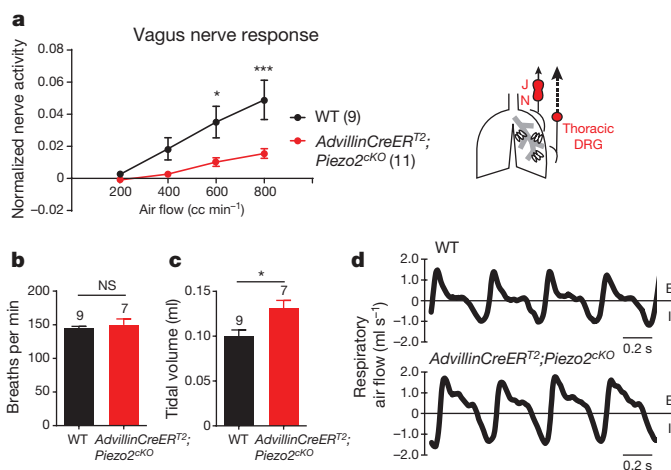 a
Vagus nerve response
Normalized nerve activity
0.08
0.06
0.04
0.02
0
−0.02
200 400 600 800
Air flow (cc min⁻¹)
*
***
WT (9)
AdvillinCreERᵀ²;
Piezo2ᶜᴷᴼ (11)
J
N
Thoracic
DRG
b
Breaths per min
200
150
100
50
0
NS
9
7
WT AdvillinCreERᵀ²;
Piezo2ᶜᴷᴼ
c
Tidal volume (ml)
0.15
0.10
0.05
0
*
9
7
WT AdvillinCreERᵀ²;
Piezo2ᶜᴷᴼ
d
WT
Respiratory
air flow (ml s⁻¹)
2.0
1.0
0
−1.0
−2.0
E
I
0.2 s
AdvillinCreERᵀ²;Piezo2ᶜᴷᴼ
2.0
1.0
0
−1.0
−2.0
E
I
0.2 s